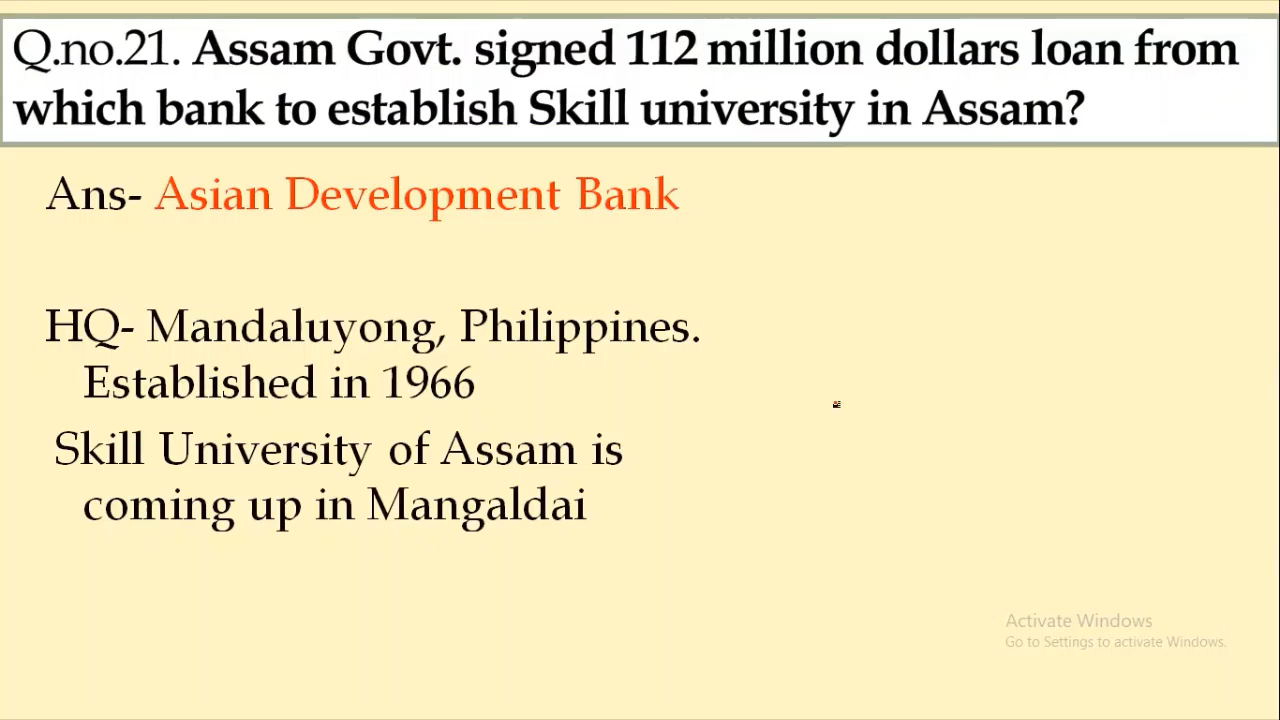 Q.no.21. Assam Govt. signed 112 million dollars loan from
which bank to establish Skill university in Assam?
Ans- Asian Development Bank
HQ- Mandaluyong, Philippines.
Established in 1966
Skill University of Assam is
coming up in Mangaldai
Activate Windows
Go to Settings to activate Windows.